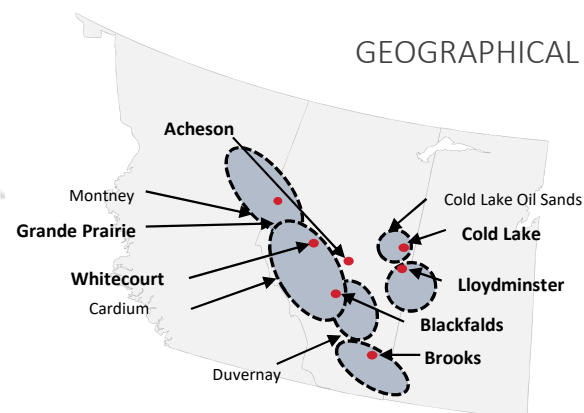 GEOGRAPHICAL
Acheson
Montney
Cold Lake Oil Sands
Grande Prairie
Cold Lake
Whitecourt
Lloydminster
Cardium
Blackfalds
Brooks
Duvernay